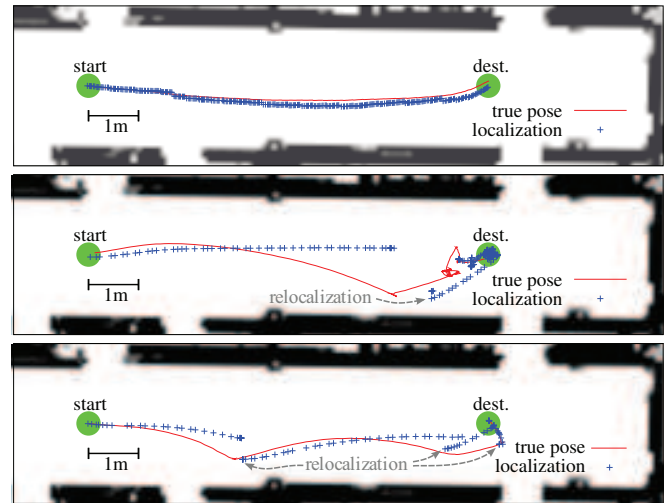 start
dest.
1m
true pose
localization
start
dest.
1m
relocalization
true pose
localization
start
dest.
1m
relocalization
true pose
localization